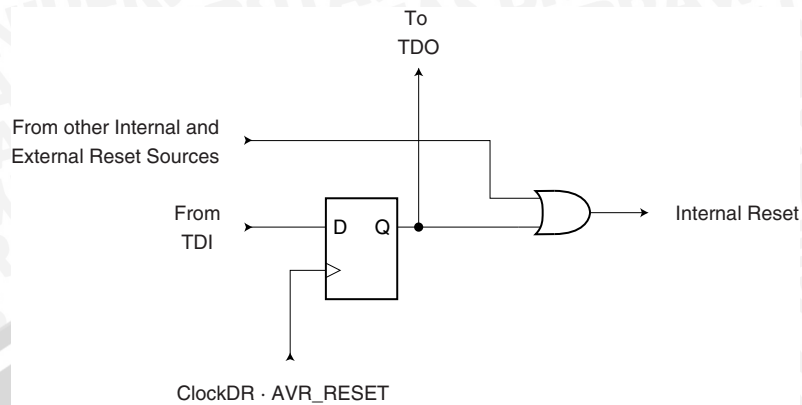 To
TDO
From other Internal and
External Reset Sources
From
TDI
D Q
Internal Reset
ClockDR · AVR_RESET